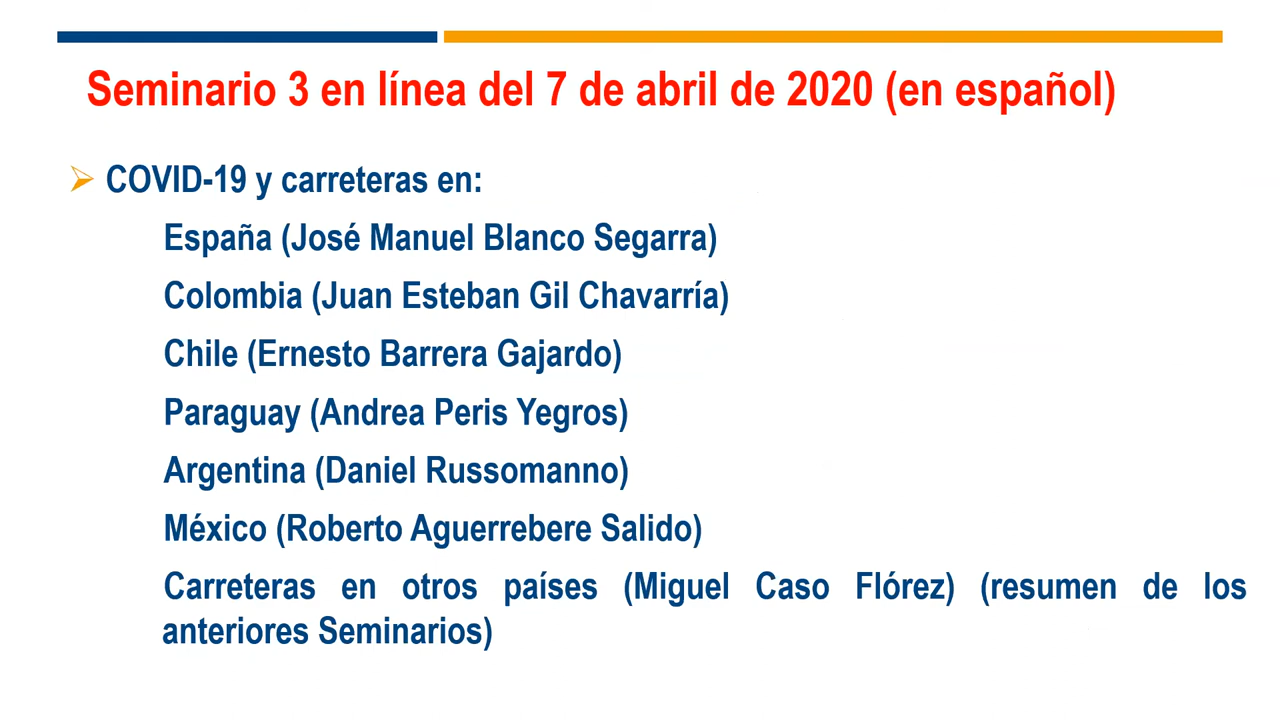 Seminario 3 en línea del 7 de abril de 2020 (en español)
COVID-19 y carreteras en:
España (José Manuel Blanco Segarra)
Colombia (Juan Esteban Gil Chavarría)
Chile (Ernesto Barrera Gajardo)
Paraguay (Andrea Peris Yegros)
Argentina (Daniel Russomanno)
México (Roberto Aguerrebere Salido)
Carreteras en otros países (Miguel Caso Flórez) (resumen de los
anteriores Seminarios)